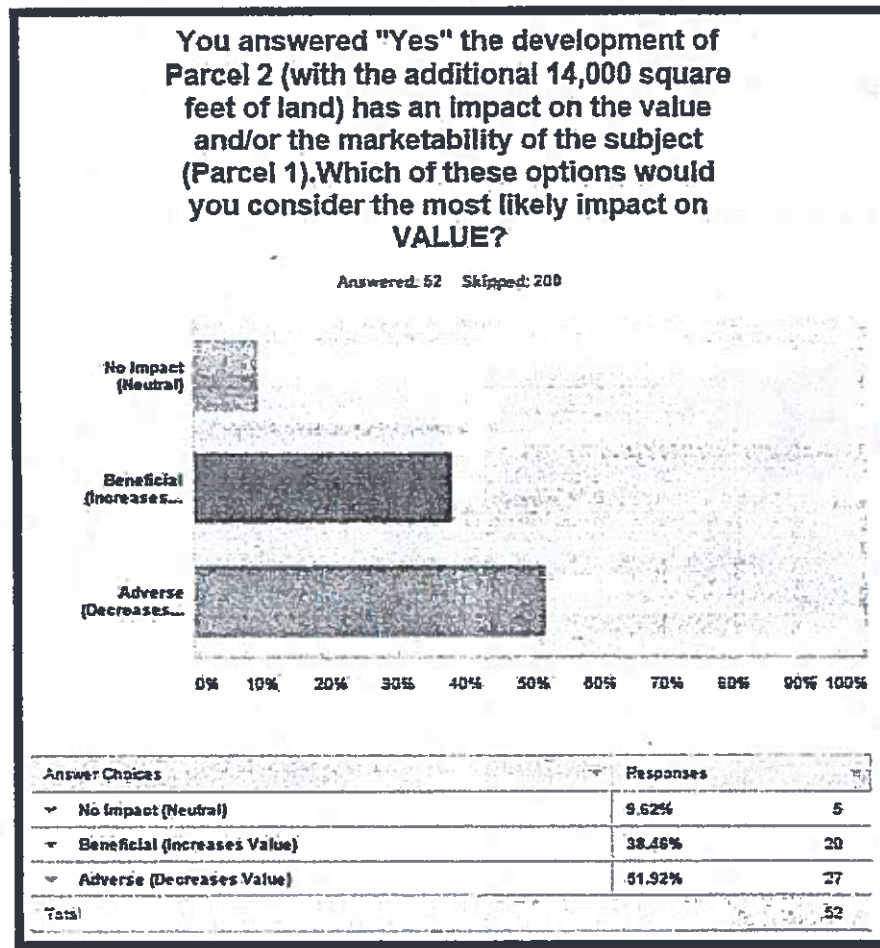 You answered "Yes" the development of
Parcel 2 (with the additional 14,000 square
feet of land) has an impact on the value
and/or the marketability of the subject
(Parcel 1).Which of these options would
you consider the most likely impact on
VALUE?
Answered: 52 Skipped: 200
No Impact
(Neutral)
Beneficial
(Increases...
Adverse
(Decreases...
0% 10% 20% 30% 40% 50% 60% 70% 80% 90% 100%
Answer Choices Responses
No Impact (Neutral) 9.62% 5
Beneficial (Increases Value) 38.46% 20
Adverse (Decreases Value) 51.92% 27
Total 52